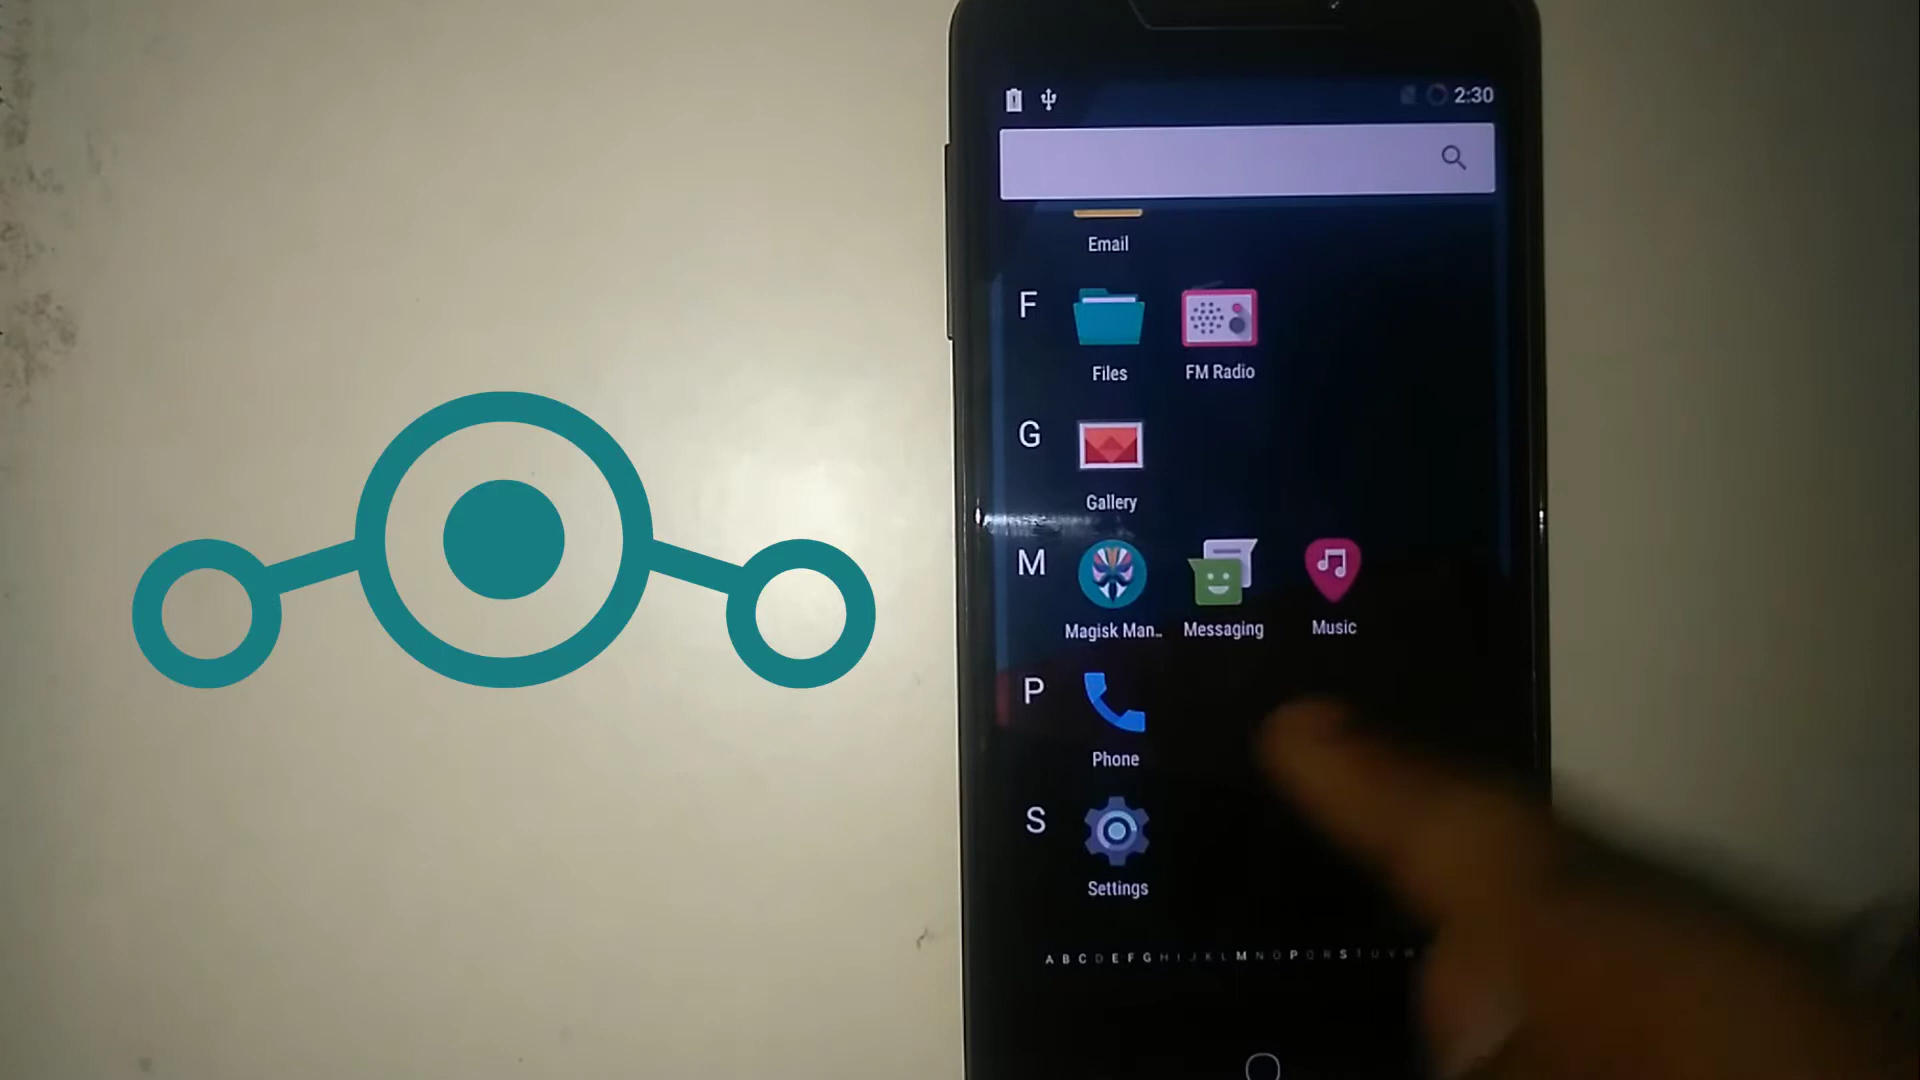 2:30
Email
F
Files FM Radio
G
Gallery
M
Magisk Man.. Messaging Music
P
Phone
S
Settings
A B C D E F G H I J K L M N O P Q R S T U V W